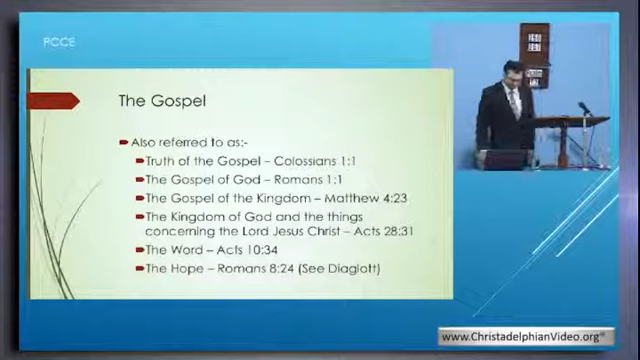 PCCE
The Gospel
Also referred to as:-
Truth of the Gospel – Colossians 1:1
The Gospel of God – Romans 1:1
The Gospel of the Kingdom – Matthew 4:23
The Kingdom of God and the things
concerning the Lord Jesus Christ – Acts 28:31
The Word – Acts 10:34
The Hope – Romans 8:24 (See Diaglott)
www.ChristadelphianVideo.org